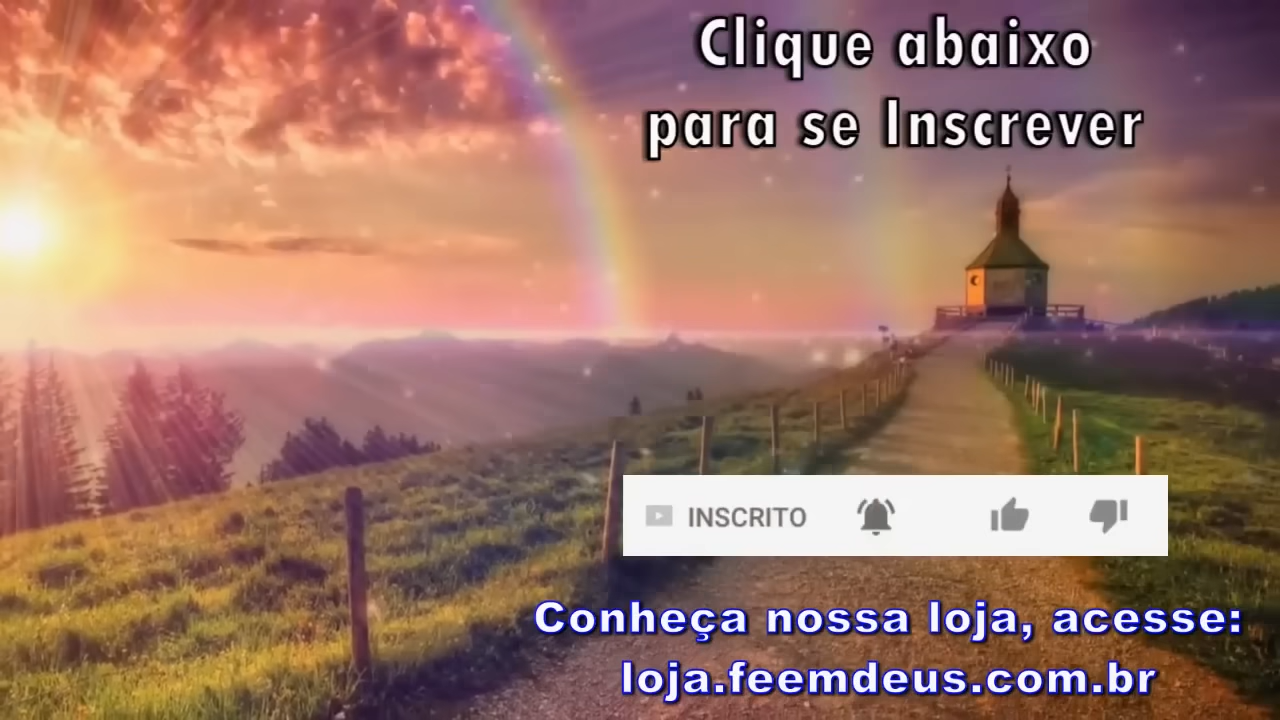 Clique abaixo
para se Inscrever
INSCRITO
Conheça nossa loja, acesse:
loja.feemdeus.com.br